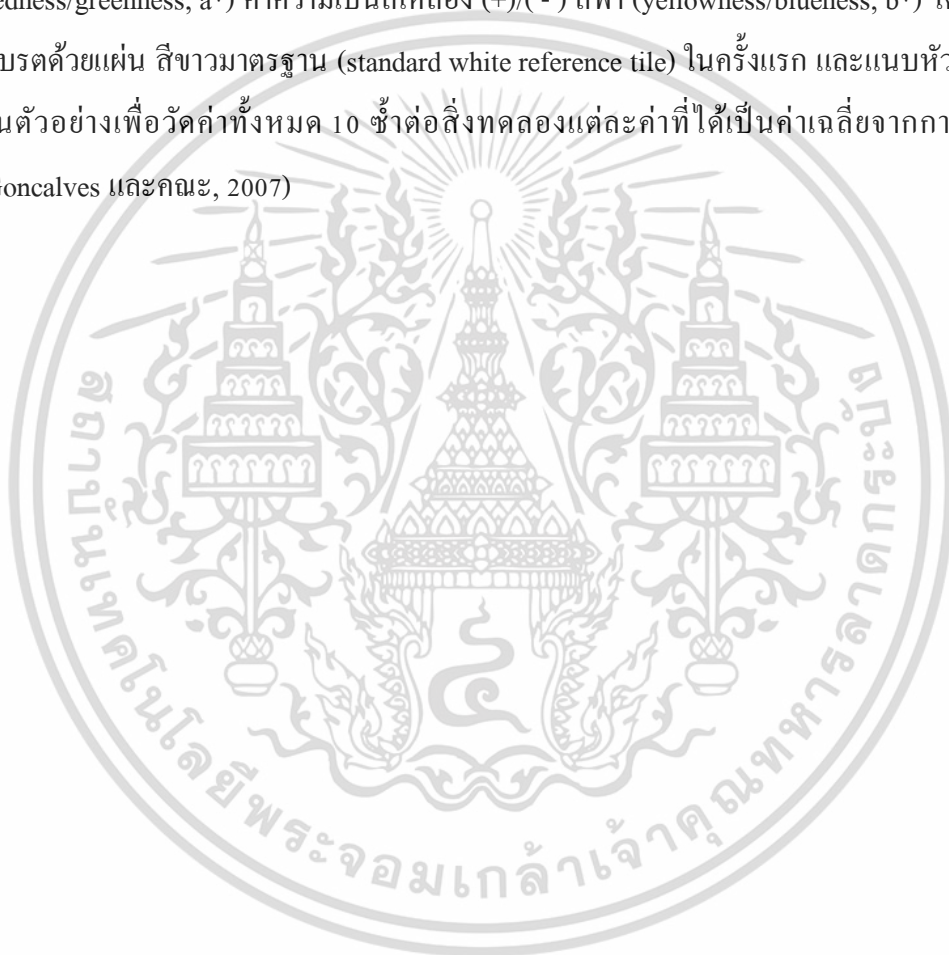 edness/greenness, a*) ค่าความเป็นสีเหลือง (+)/( - ) สีฟ้า (yellowness/blueness, b*)
บรตด้วยแผ่น สีขาวมาตรฐาน (standard white reference tile) ในครั้งแรก และแนบหัว
นตัวอย่างเพื่อวัดค่าทั้งหมด 10 ซ้ำต่อสิ่งทดลองแต่ละค่าที่ได้เป็นค่าเฉลี่ยจากกา
oncalves และคณะ, 2007)
สถาบันเทคโนโลยีพระจอมเกล้าเจ้าคุณทหารลาดกระบัง
๔